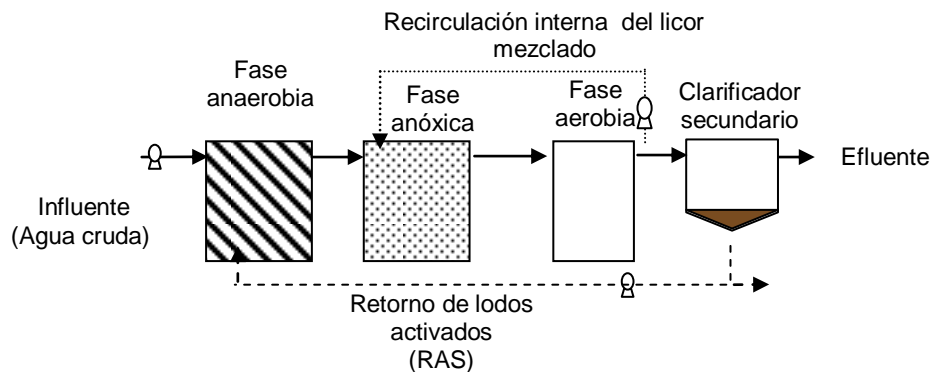 Recirculación interna del licor
mezclado
Fase
anaerobia
Fase
anóxica
Fase
aerobia
Clarificador
secundario
Efluente
Influente
(Agua cruda)
Retorno de lodos
activados
(RAS)